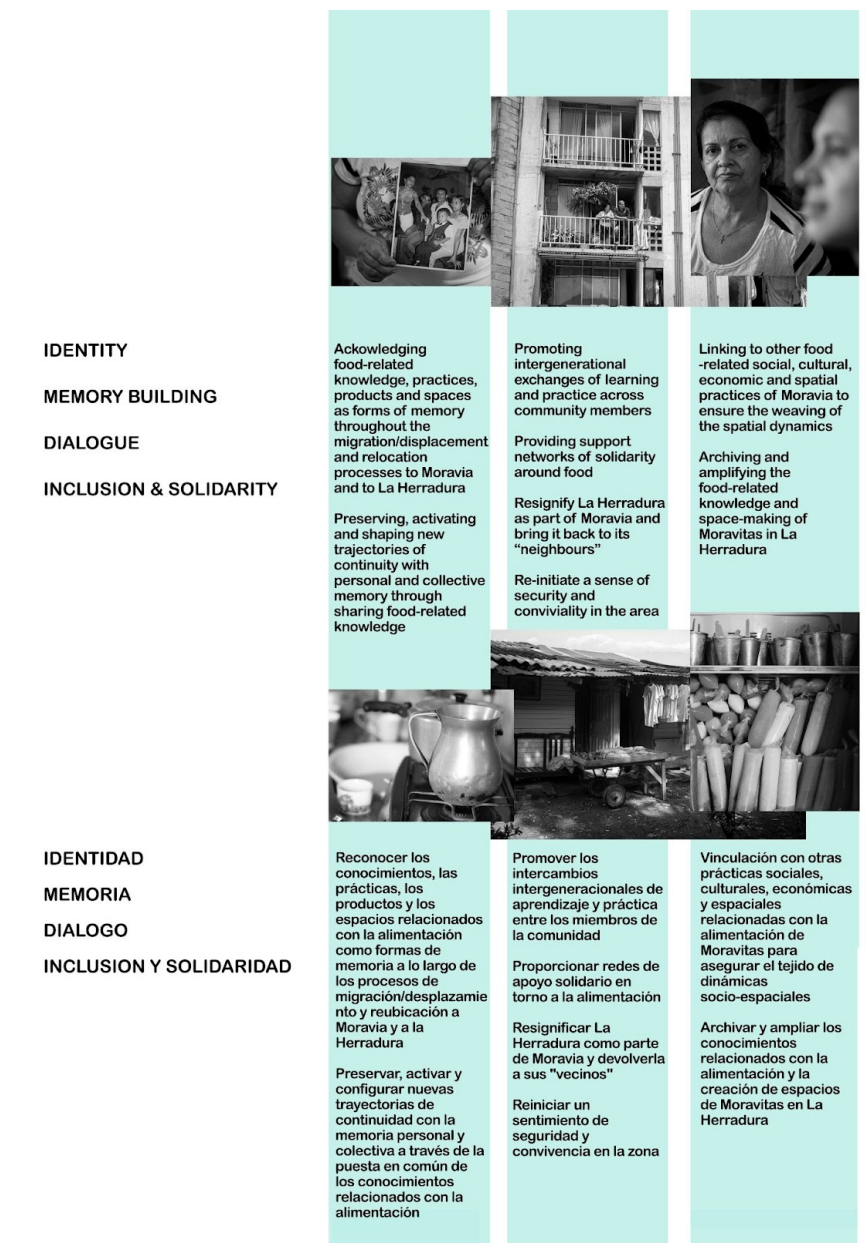 IDENTITY
MEMORY BUILDING
DIALOGUE
INCLUSION & SOLIDARITY
Ackowledging
food-related
knowledge, practices,
products and spaces
as forms of memory
throughout the
migration/displacement
and relocation
processes to Moravia
and to La Herradura
Preserving, activating
and shaping new
trajectories of
continuity with
personal and collective
memory through
sharing food-related
knowledge
Promoting
intergenerational
exchanges of learning
and practice across
community members
Providing support
networks of solidarity
around food
Resignify La Herradura
as part of Moravia and
bring it back to its
“neighbours”
Re-initiate a sense of
security and
conviviality in the area
Linking to other food
-related social, cultural,
economic and spatial
practices of Moravia to
ensure the weaving of
the spatial dynamics
Archiving and
amplifying the
food-related
knowledge and
space-making of
Moravitas in La
Herradura
IDENTIDAD
MEMORIA
DIALOGO
INCLUSION Y SOLIDARIDAD
Reconocer los
conocimientos, las
prácticas, los
productos y los
espacios relacionados
con la alimentación
como formas de
memoria a lo largo de
los procesos de
migración/desplazamie
nto y reubicación a
Moravia y a la
Herradura
Preservar, activar y
configurar nuevas
trayectorias de
continuidad con la
memoria personal y
colectiva a través de la
puesta en común de
los conocimientos
relacionados con la
alimentación
Promover los
intercambios
intergeneracionales de
aprendizaje y práctica
entre los miembros de
la comunidad
Proporcionar redes de
apoyo solidario en
torno a la alimentación
Resignificar La
Herradura como parte
de Moravia y devolverla
a sus "vecinos"
Reiniciar un
sentimiento de
seguridad y
convivencia en la zona
Vinculación con otras
prácticas sociales,
culturales, económicas
y espaciales
relacionadas con la
alimentación de
Moravitas para
asegurar el tejido de
dinámicas
socio-espaciales
Archivar y ampliar los
conocimientos
relacionados con la
alimentación y la
creación de espacios
de Moravitas en La
Herradura